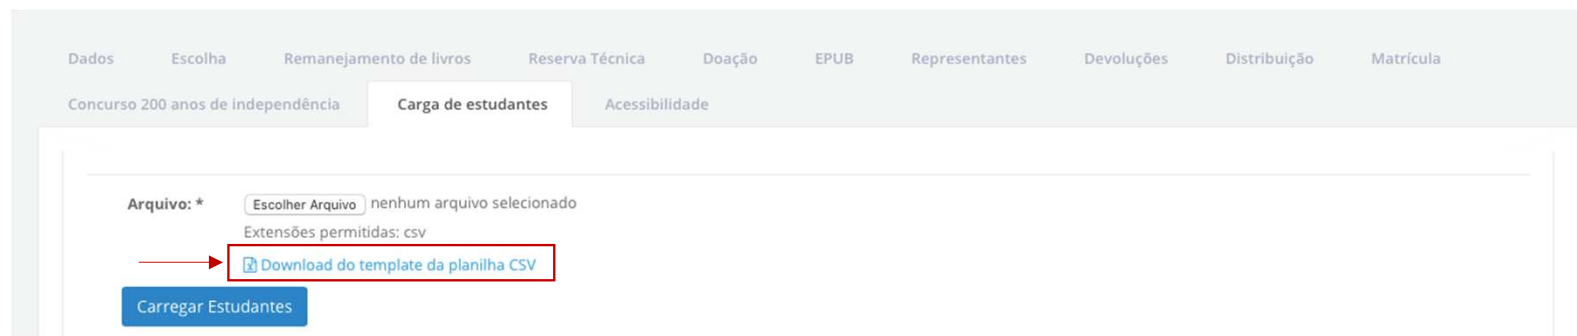 Dados Escolha Remanejamento de livros Reserva Técnica Doação EPUB Representantes Devoluções Distribuição Matrícula
Concurso 200 anos de independência Carga de estudantes Acessibilidade
Arquivo: * Escolher Arquivo nenhum arquivo selecionado
Extensões permitidas: csv
Download do template da planilha CSV
Carregar Estudantes